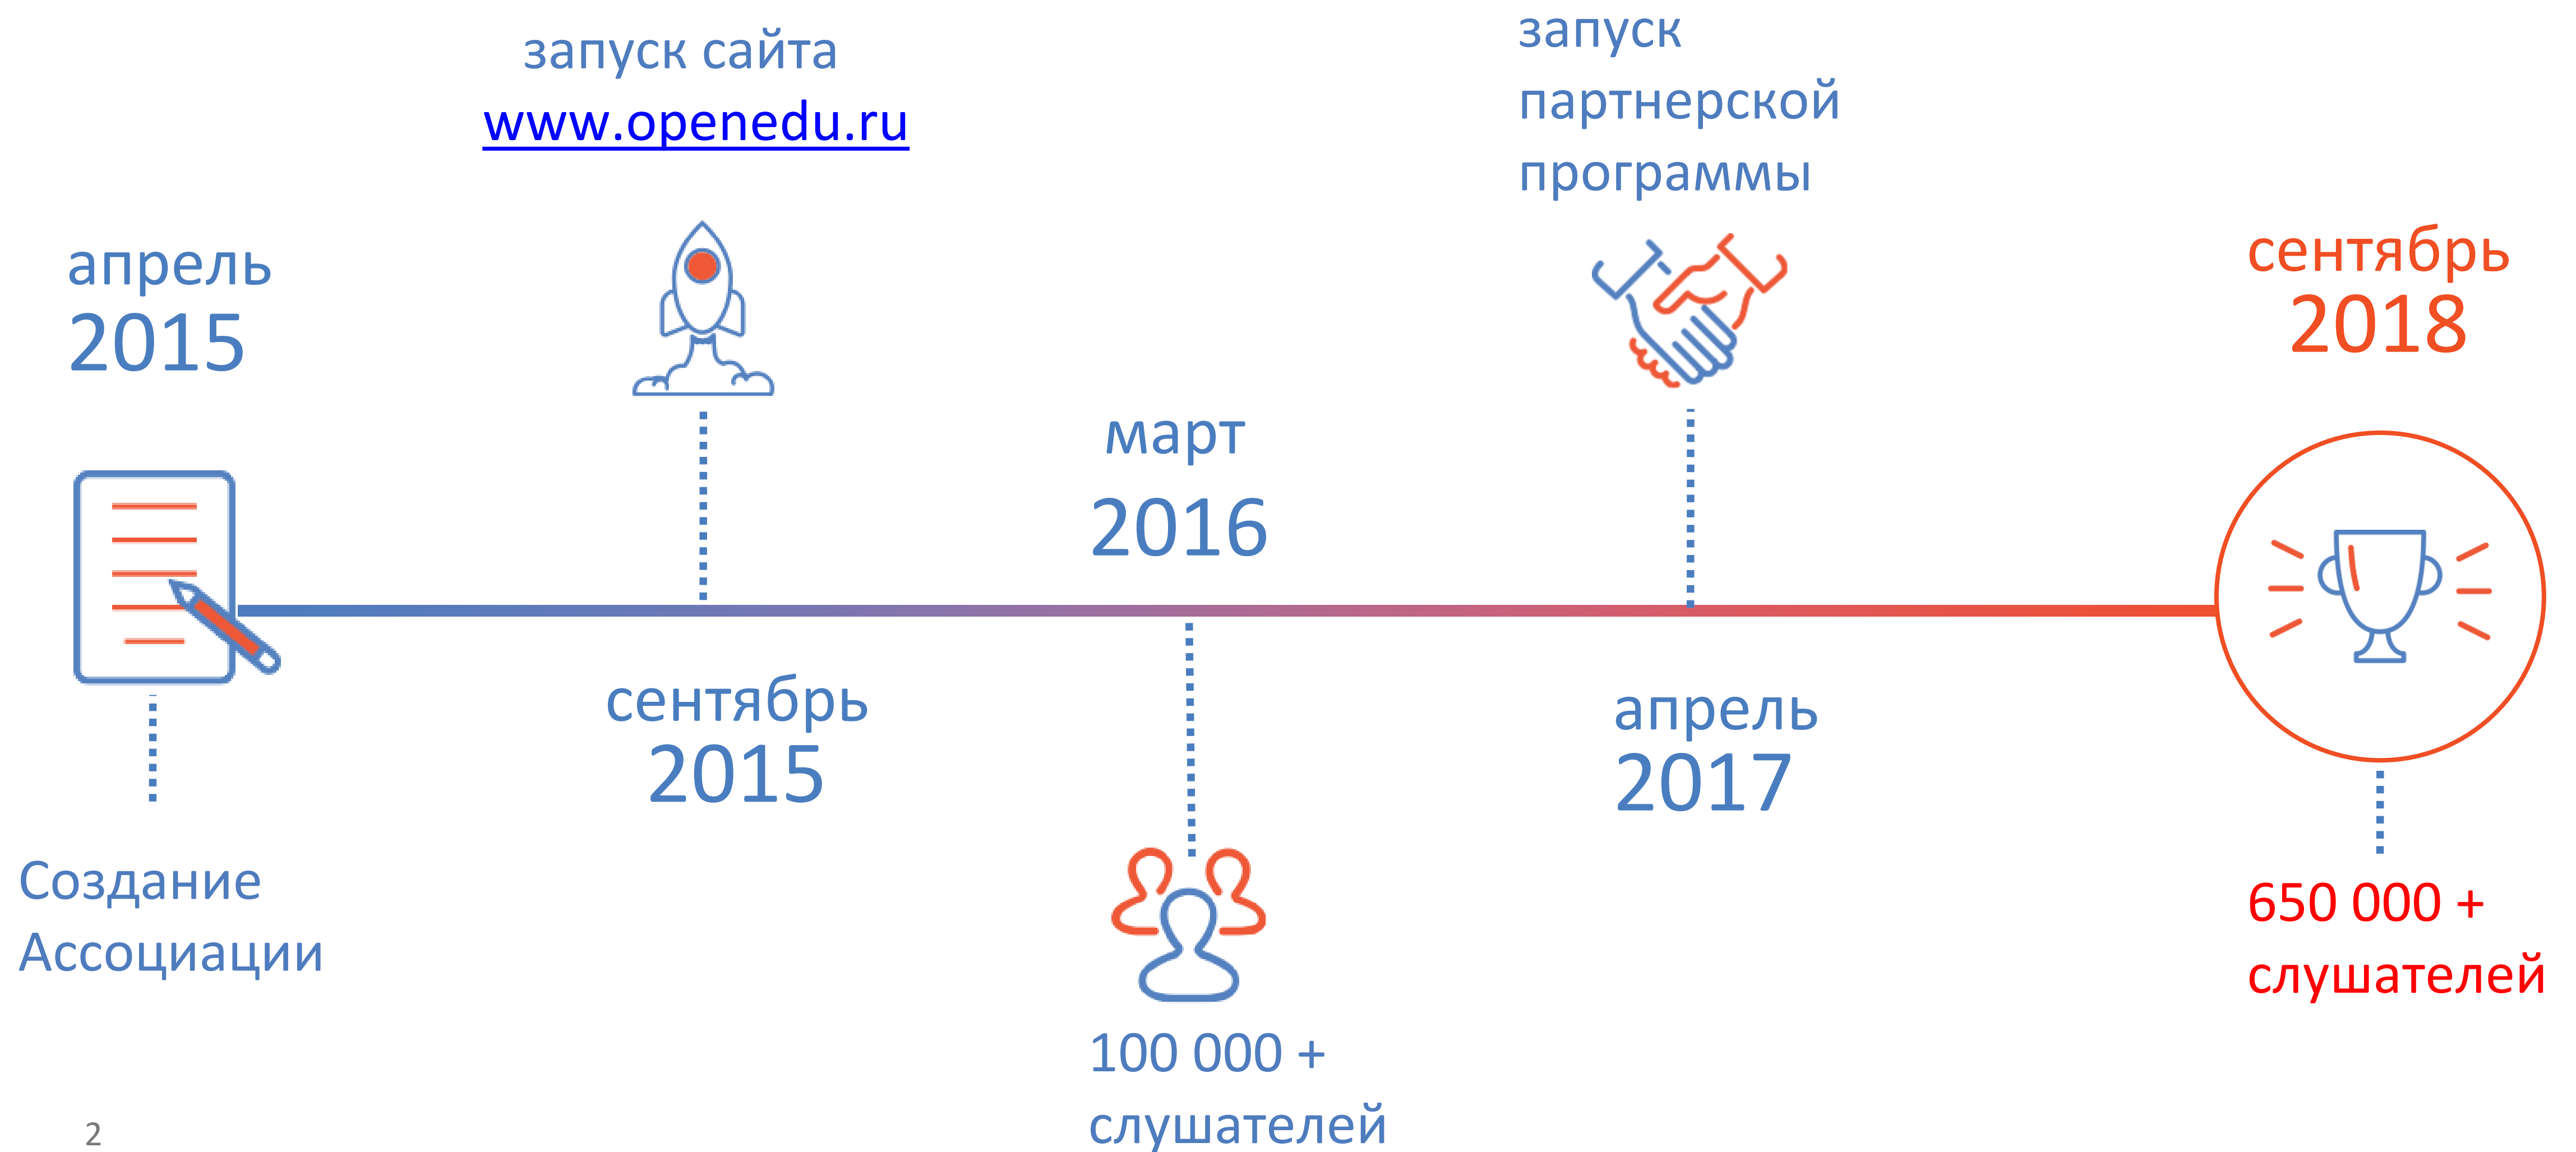 апрель
2015
Создание
Ассоциации
запуск сайта
www.openedu.ru
сентябрь
2015
март
2016
100 000 +
слушателей
запуск
партнерской
программы
апрель
2017
сентябрь
2018
650 000 +
слушателей
2